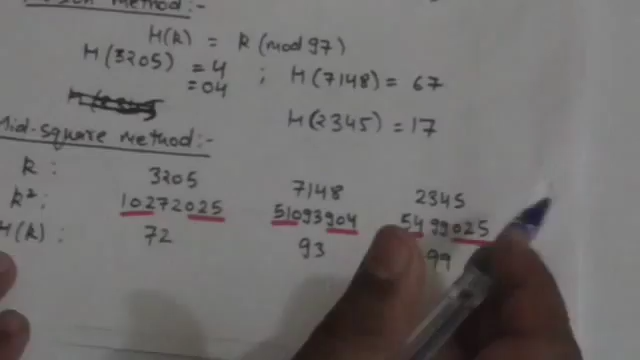 method:-
H(k) = k (mod 97)
H(3205) = 4 ; H(7148) = 67
= 04
H(2345) = 17
Mid-square method:-
k : 3205 7148 2345
k² : 10272025 51093904 5499025
H(k) : 72 93 99